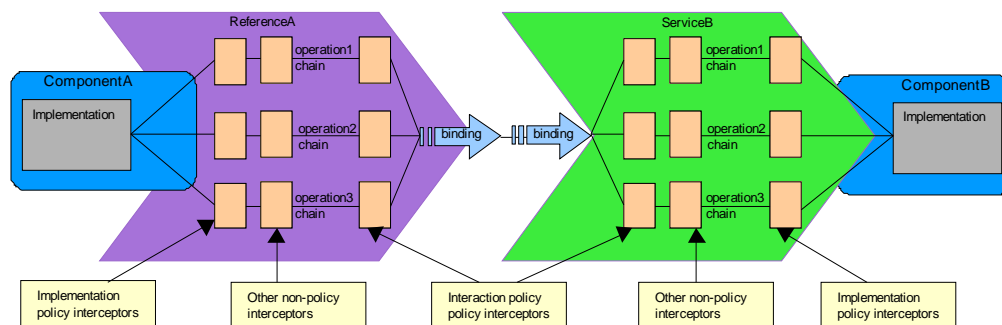 ReferenceA
ServiceB
operation1
chain
operation1
chain
ComponentA
ComponentB
Implementation
Implementation
operation2
chain
binding
binding
operation2
chain
operation3
chain
operation3
chain
Implementation
policy interceptors
Other non-policy
interceptors
Interaction policy
policy interceptors
Other non-policy
interceptors
Implementation
policy interceptors